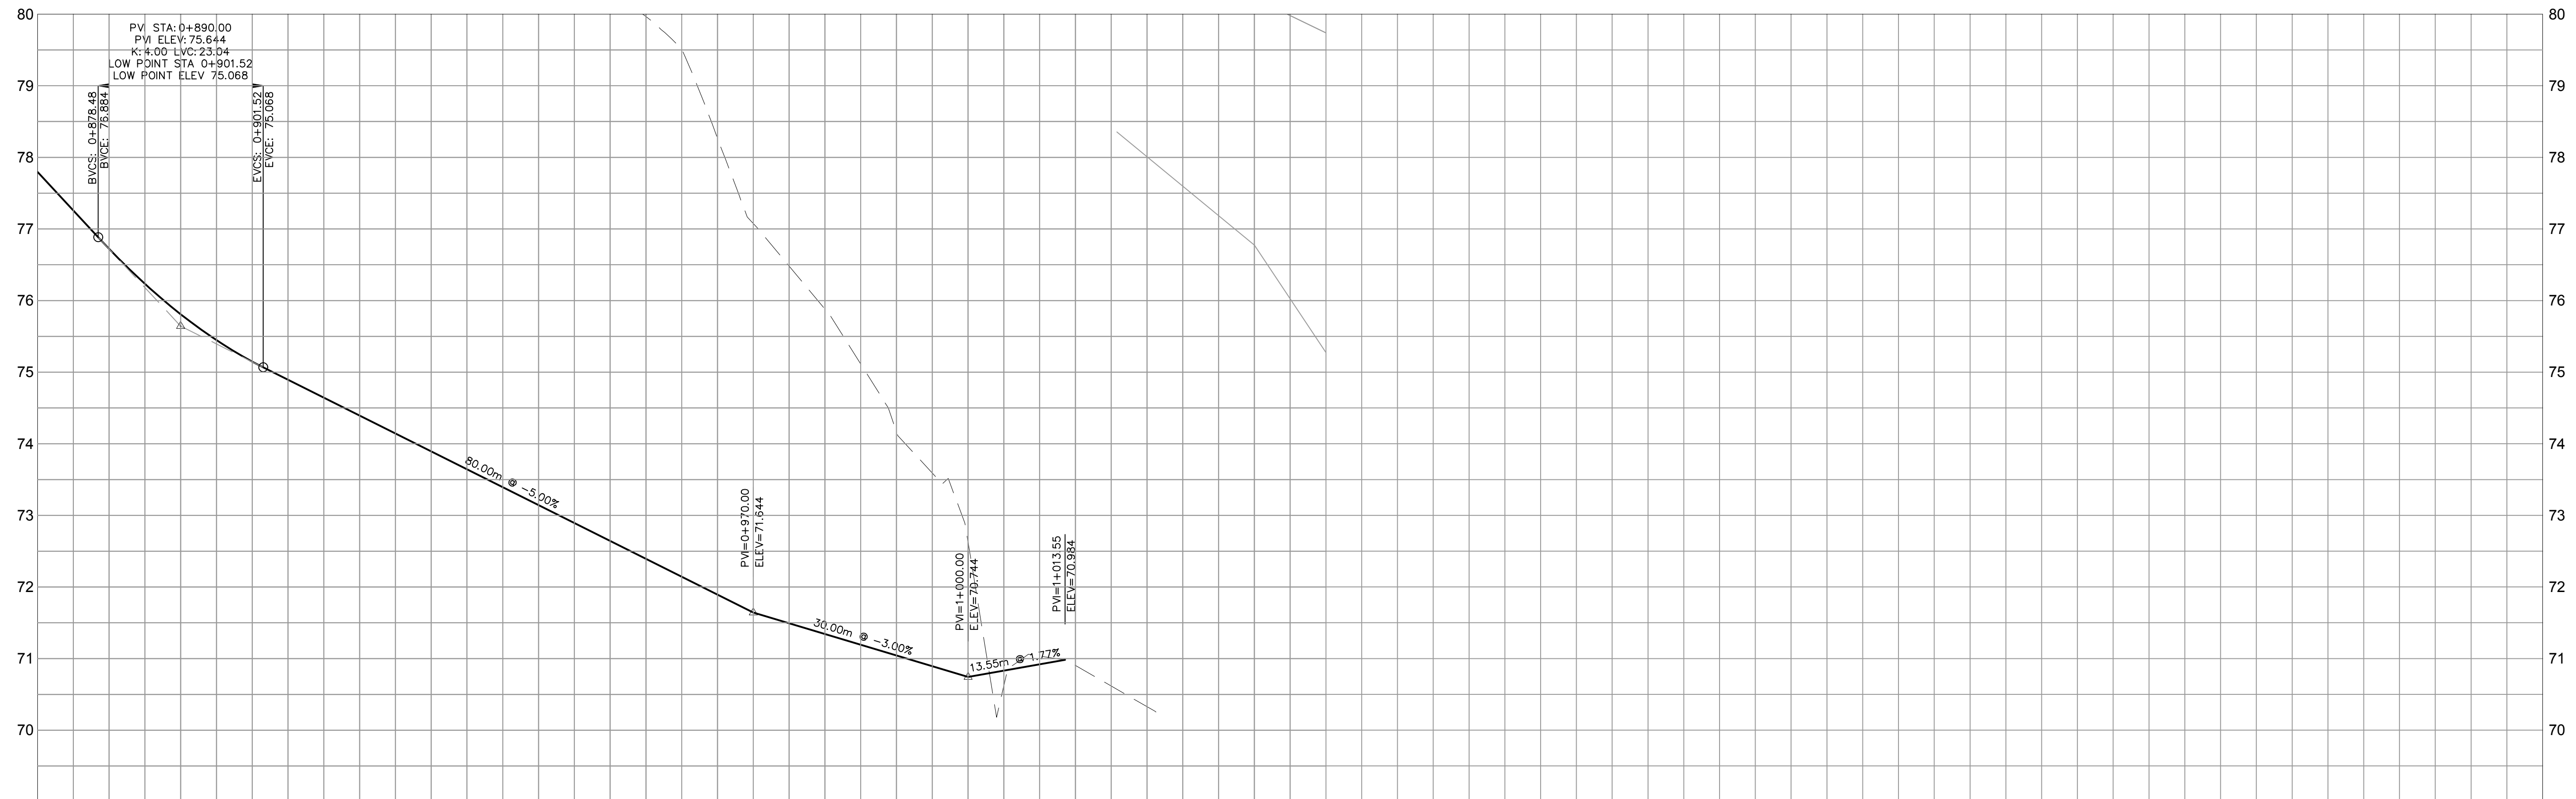 80
80
PVI STA: 0+890.00
PVI ELEV: 75.644
K: 4.00 LVC: 23.04
LOW POINT STA 0+901.52
LOW POINT ELEV 75.068
79
79
BVCS: 0+878.48
BVCE: 76.884
EVCS: 0+901.52
EVCE: 75.068
78
78
77
77
76
76
75
75
74
74
80.00m @ -5.00%
73
73
PVI=0+970.00
ELEV=71.644
PVI=1+000.00
ELEV=70.744
PVI=1+013.55
ELEV=70.984
72
72
30.00m @ -3.00%
13.55m @ 1.77%
71
71
70
70